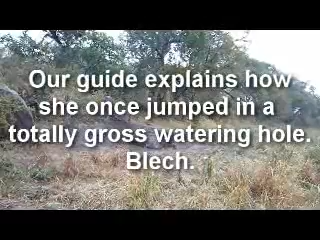 Our guide explains how
she once jumped in a
totally gross watering hole.
Blech.